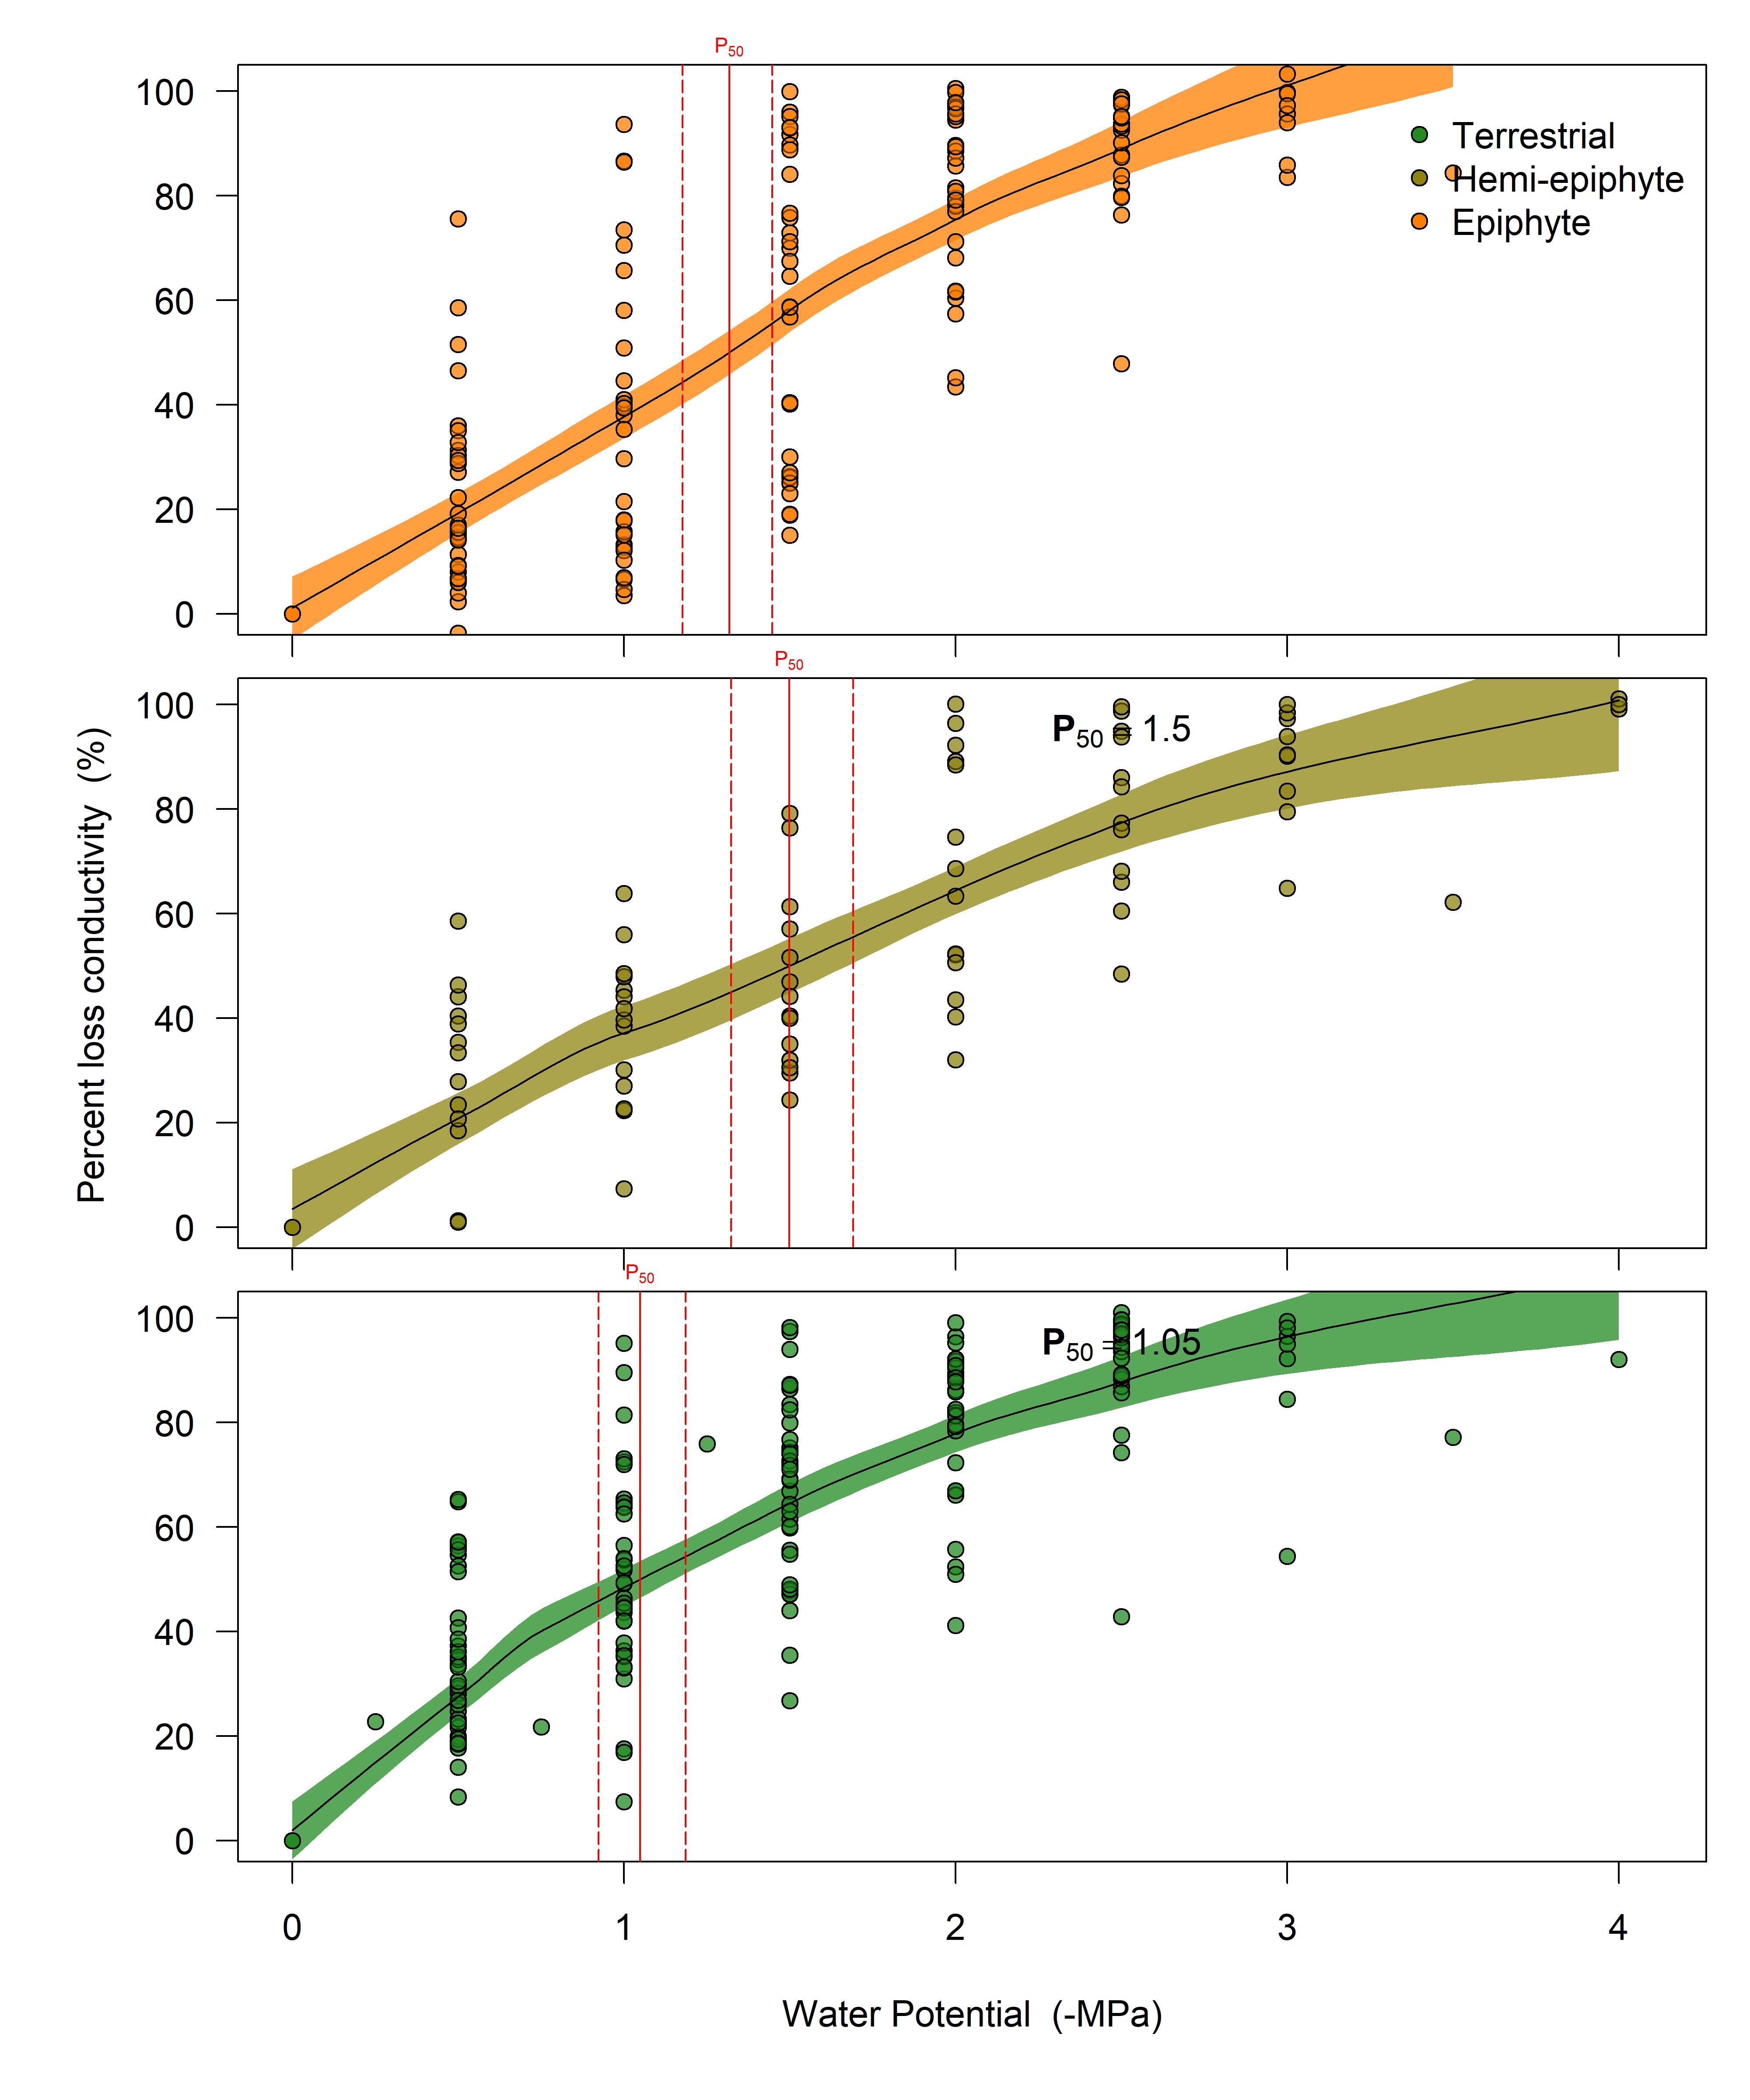 P50
100
80
60
40
20
0
Terrestrial
Hemi-epiphyte
Epiphyte
P50
100
80
60
40
20
0
P50 = 1.5
Percent loss conductivity (%)
P50
100
80
60
40
20
0
P50 = 1.05
0 1 2 3 4
Water Potential (-MPa)